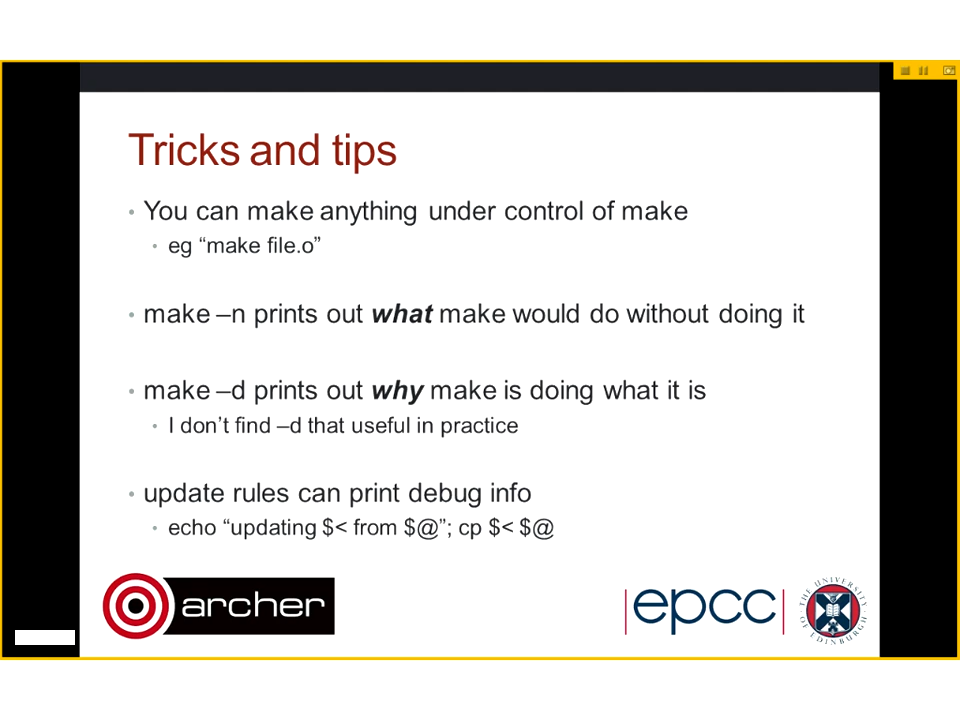 Tricks and tips
• You can make anything under control of make
• eg “make file.o”
• make –n prints out what make would do without doing it
• make –d prints out why make is doing what it is
• I don’t find –d that useful in practice
• update rules can print debug info
• echo “updating $< from $@”; cp $< $@
archer
|epcc|
THE UNIVERSITY OF EDINBURGH